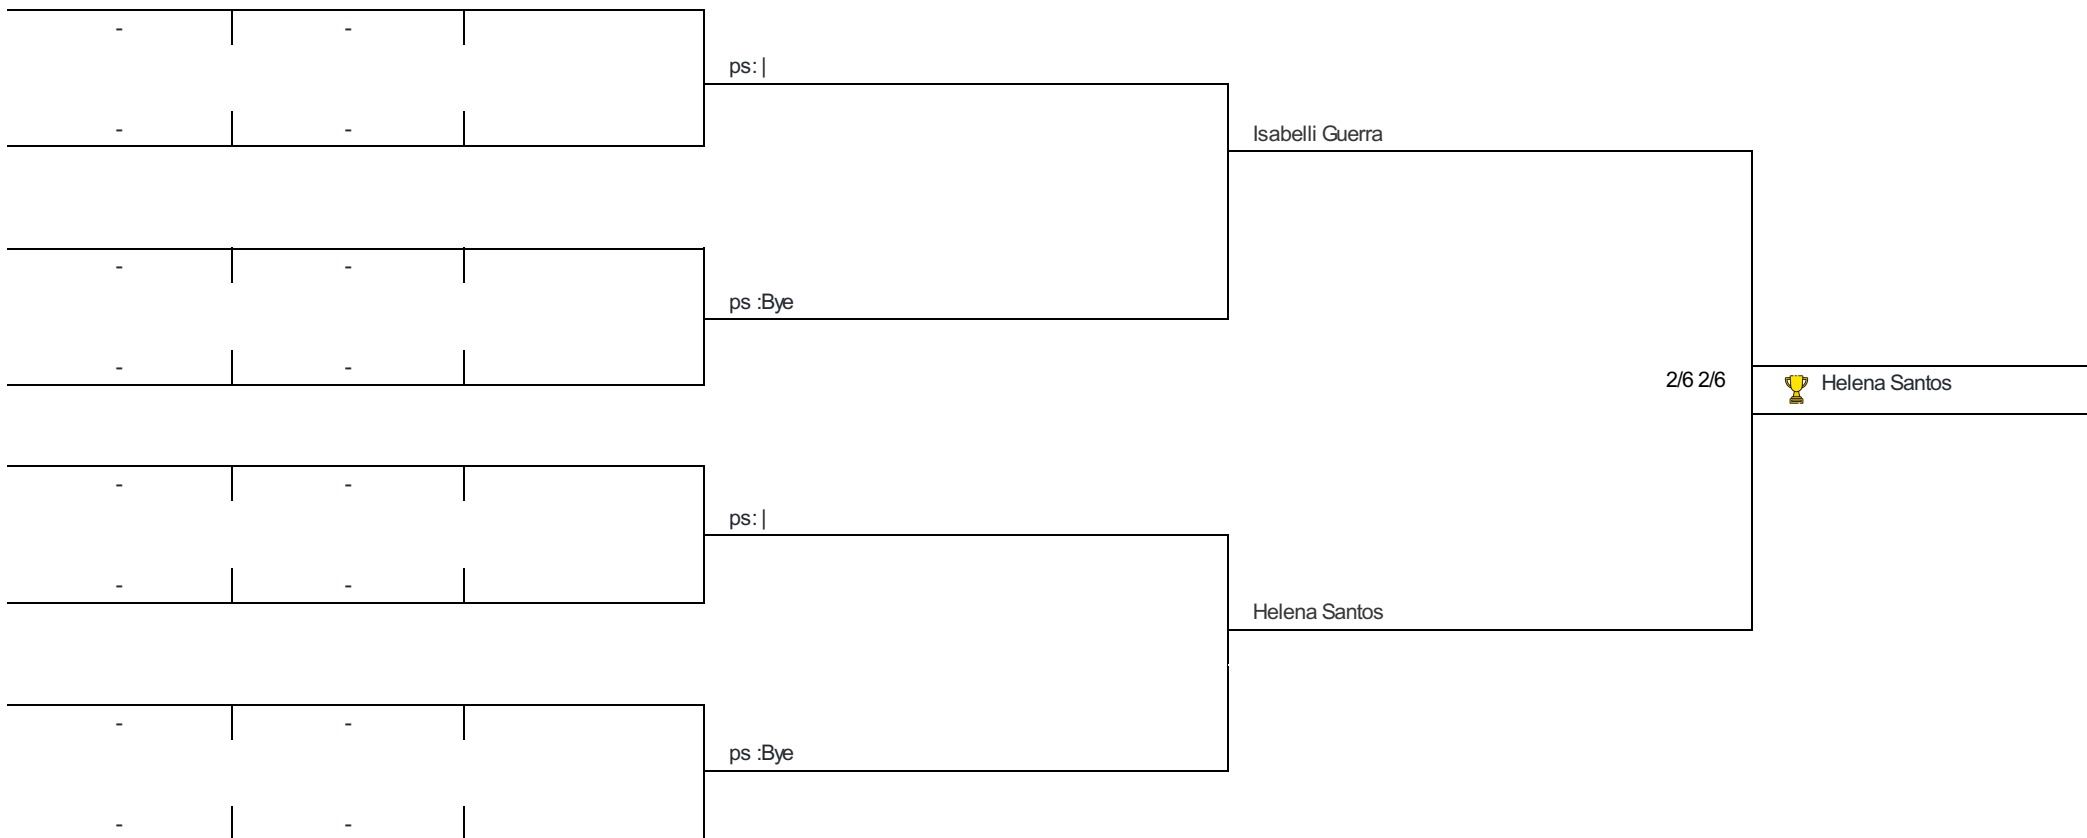 - -
ps: |
- -
Isabelli Guerra
- -
ps :Bye
- -
2/6 2/6
Helena Santos
- -
ps: |
- -
Helena Santos
- -
ps :Bye
- -